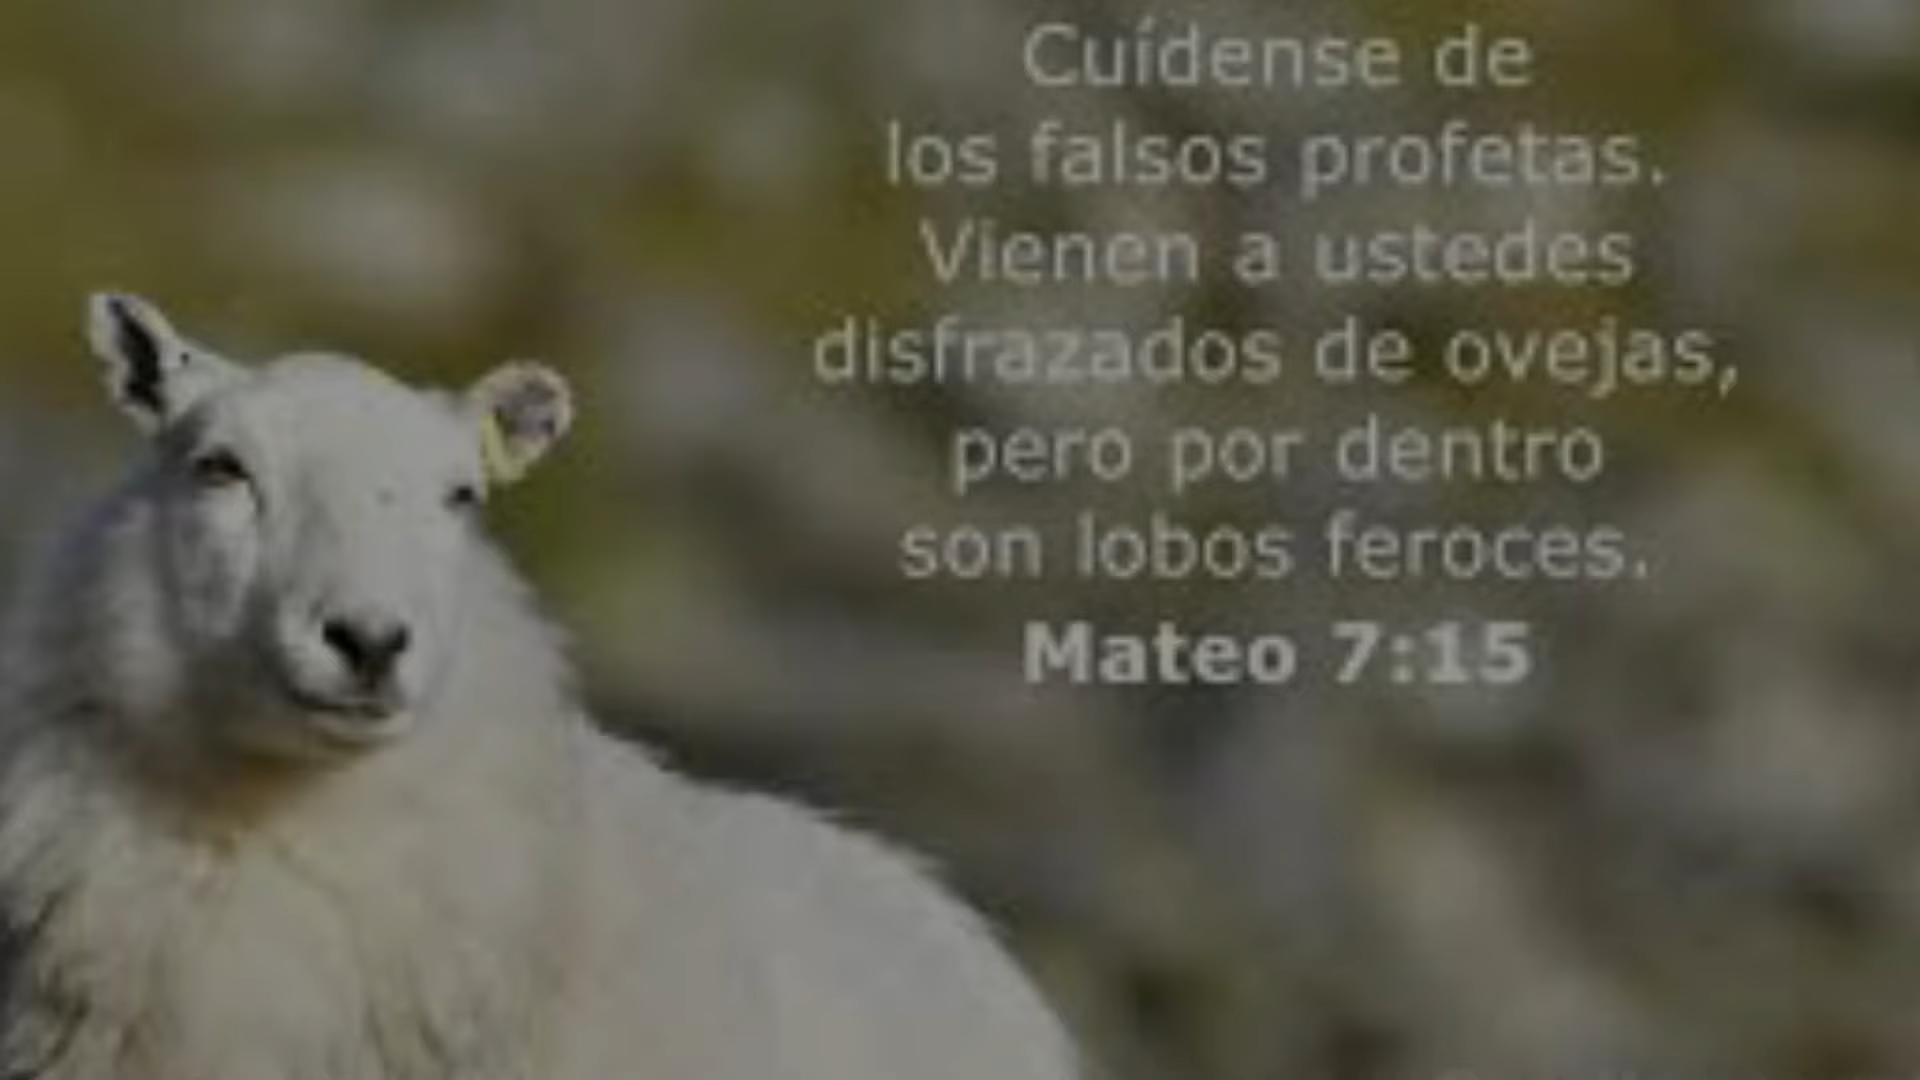 Cuídense de
los falsos profetas.
Vienen a ustedes
disfrazados de ovejas,
pero por dentro
son lobos feroces.
Mateo 7:15